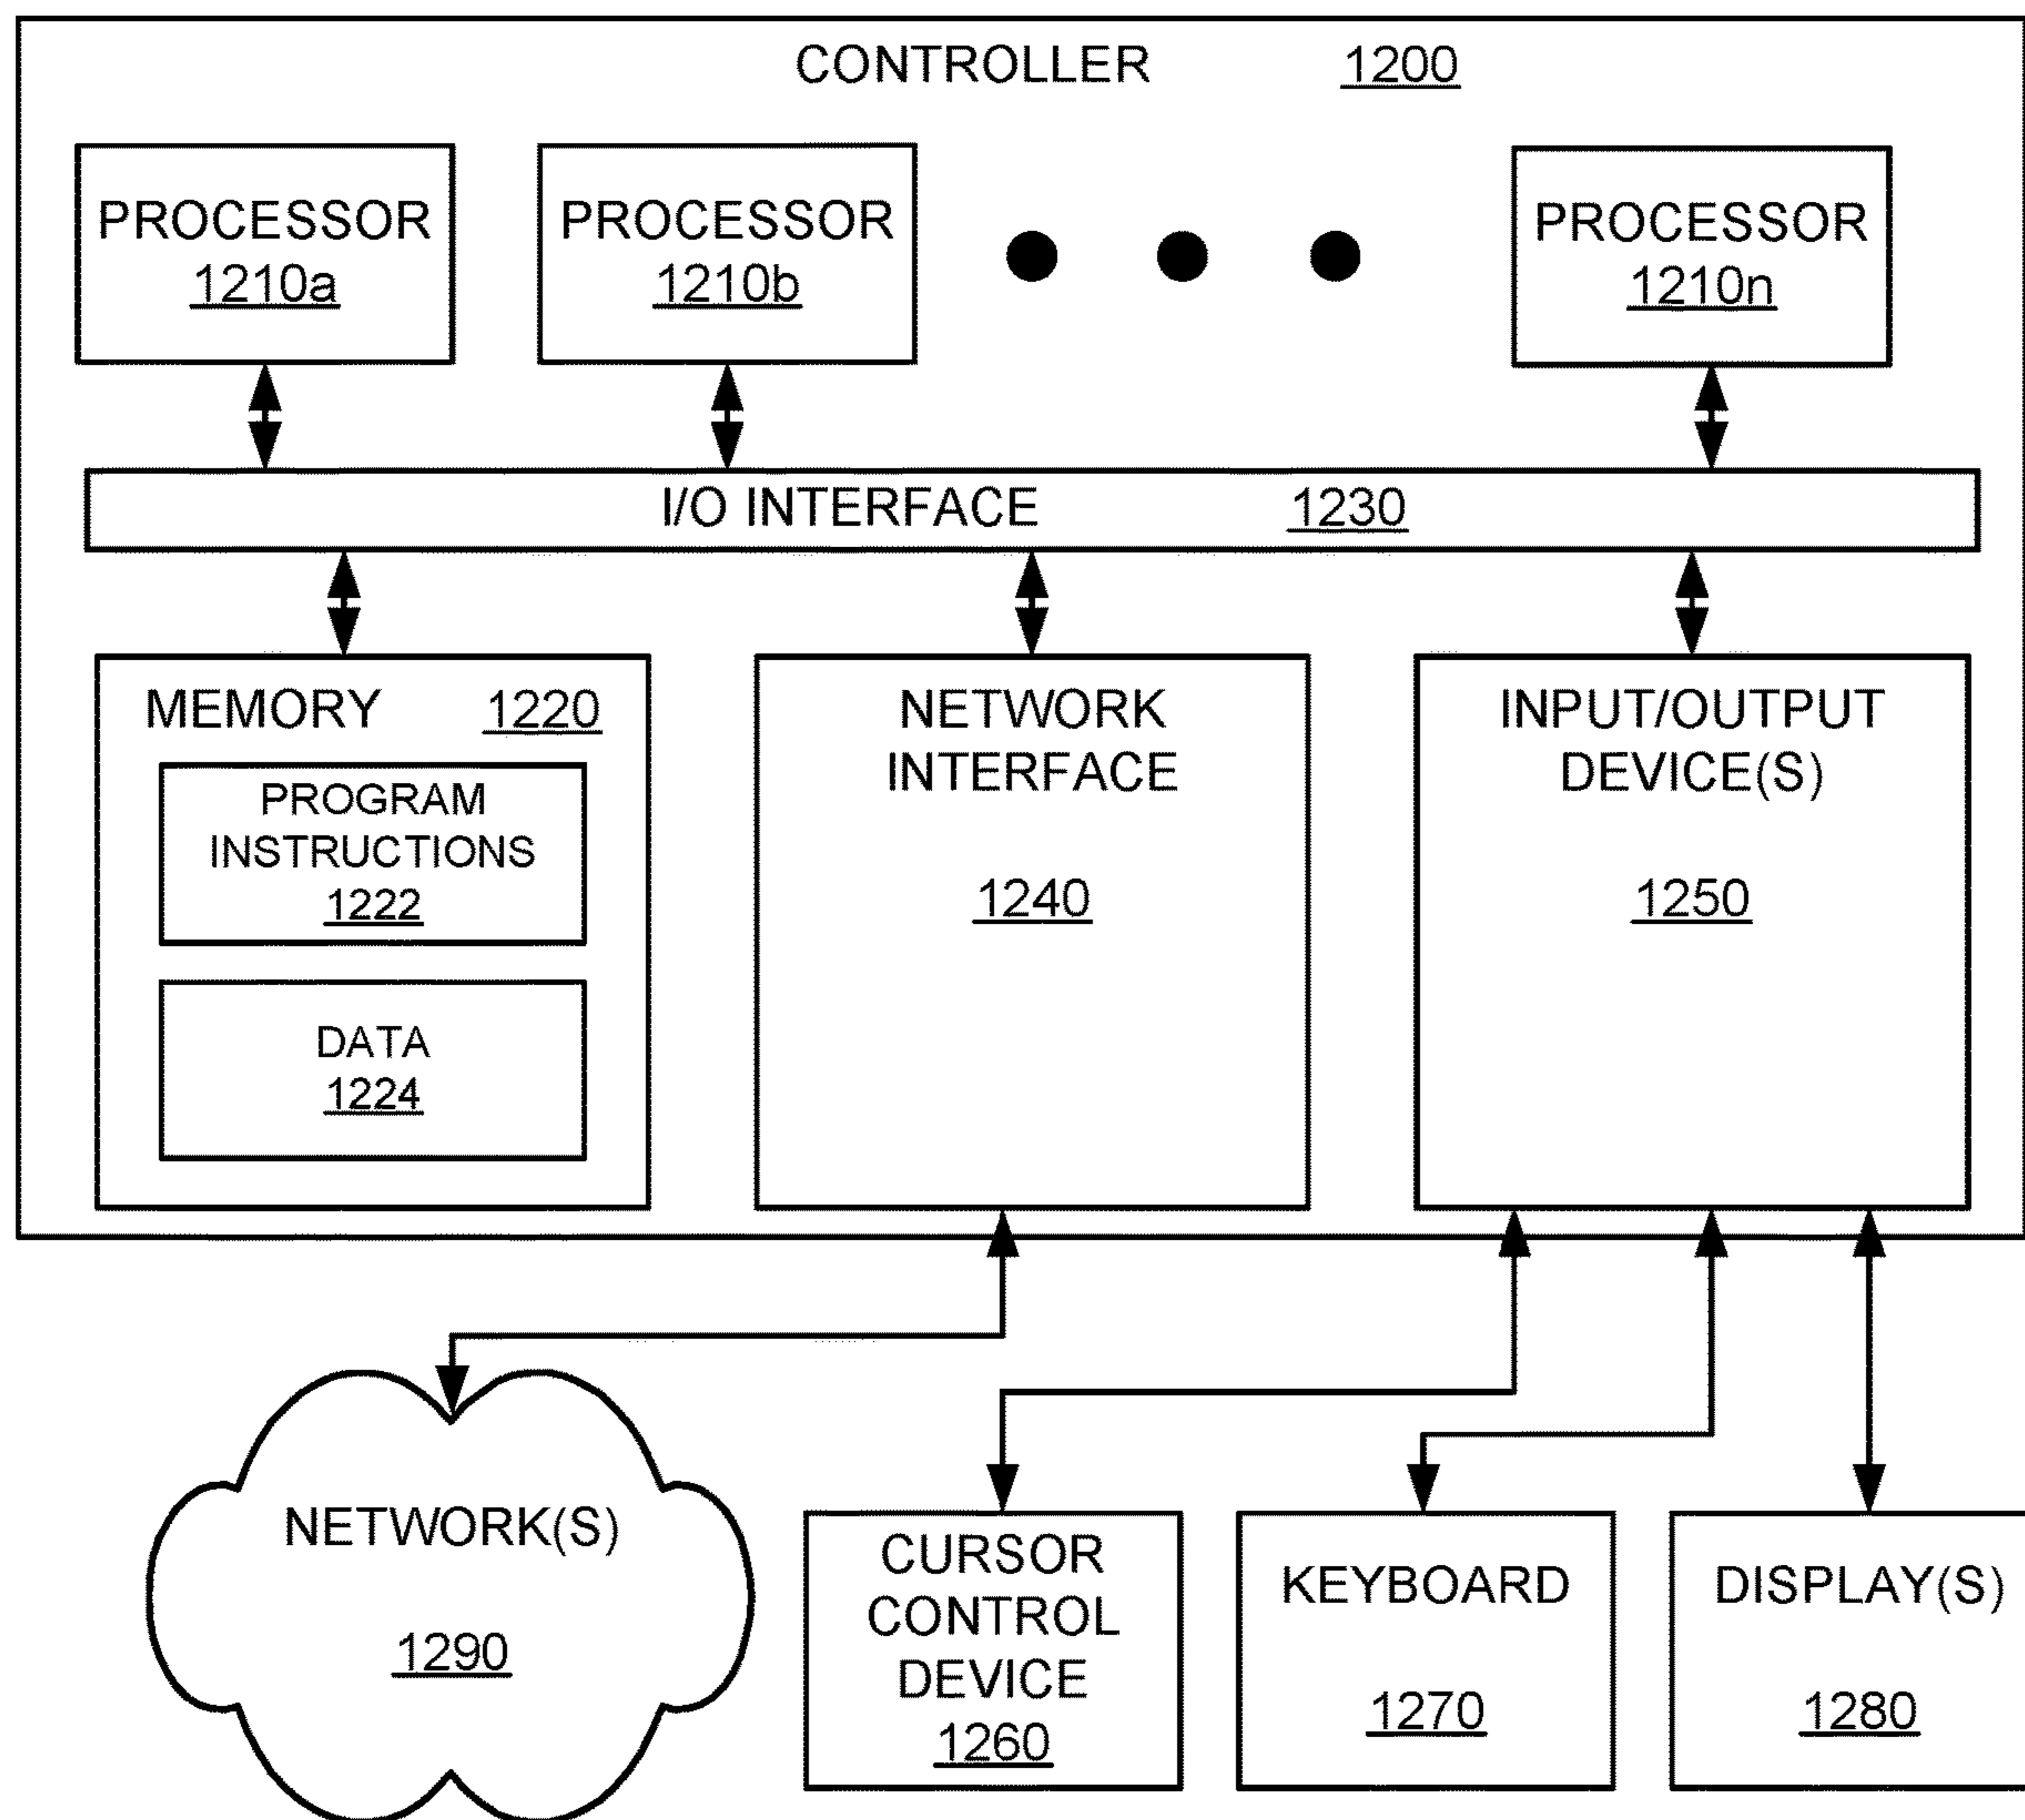 CONTROLLER 1200
PROCESSOR
1210a
PROCESSOR
1210b
PROCESSOR
1210n
I/O INTERFACE 1230
MEMORY 1220
PROGRAM
INSTRUCTIONS
1222
DATA
1224
NETWORK
INTERFACE
1240
INPUT/OUTPUT
DEVICE(S)
1250
NETWORK(S)
1290
CURSOR
CONTROL
DEVICE
1260
KEYBOARD
1270
DISPLAY(S)
1280